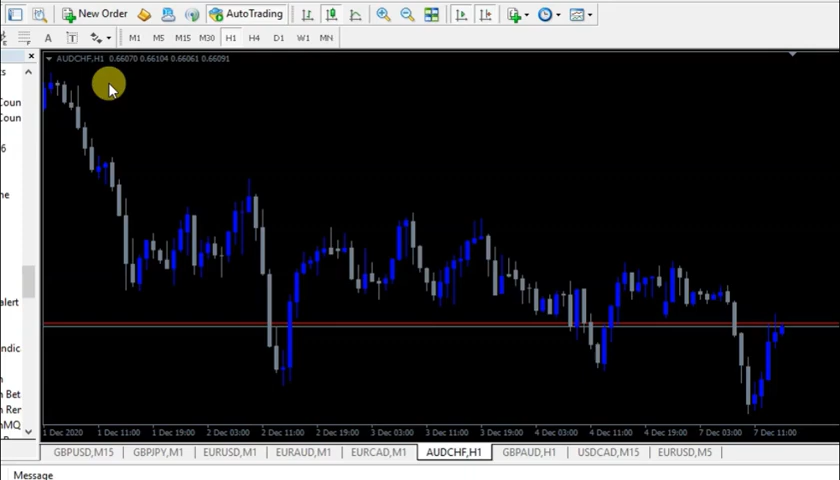 New Order AutoTrading
A T M1 M5 M15 M30 H1 H4 D1 W1 MN
AUDCHF,H1 0.66070 0.66104 0.66061 0.66091
Coun
Coun
alert
Indic
n Bet
n Rer
nMQ
1 Dec 2020 1 Dec 11:00 1 Dec 19:00 2 Dec 03:00 2 Dec 11:00 2 Dec 19:00 3 Dec 03:00 3 Dec 11:00 3 Dec 19:00 4 Dec 03:00 4 Dec 11:00 4 Dec 19:00 7 Dec 03:00 7 Dec 11:00
GBPUSD,M15 GBPJPY,M1 EURUSD,M1 EURAUD,M1 EURCAD,M1 AUDCHF,H1 GBPAUD,H1 USDCAD,M15 EURUSD,M5
Message